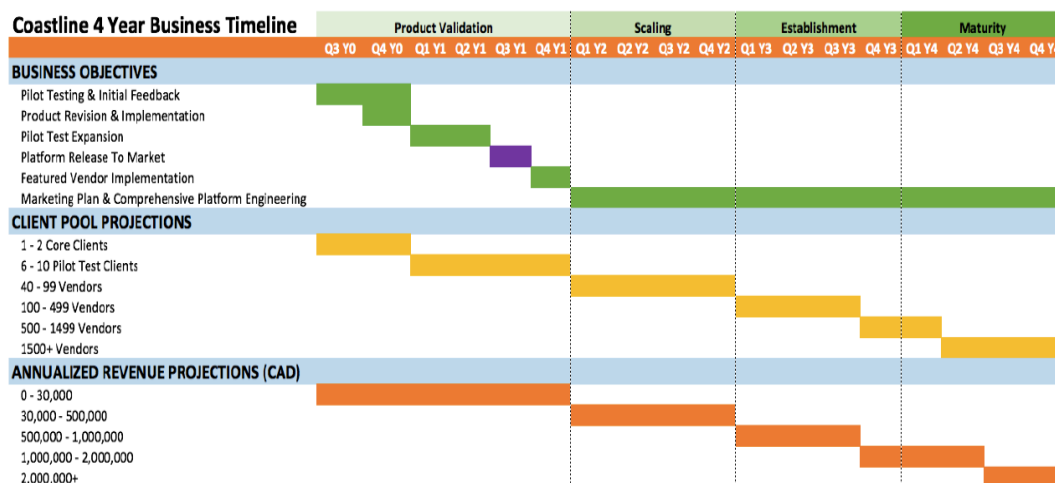 Coastline 4 Year Business Timeline
Product Validation Scaling Establishment Maturity
Q3 Y0 Q4 Y0 Q1 Y1 Q2 Y1 Q3 Y1 Q4 Y1 Q1 Y2 Q2 Y2 Q3 Y2 Q4 Y2 Q1 Y3 Q2 Y3 Q3 Y3 Q4 Y3 Q1 Y4 Q2 Y4 Q3 Y4 Q4
BUSINESS OBJECTIVES
Pilot Testing & Initial Feedback
Product Revision & Implementation
Pilot Test Expansion
Platform Release To Market
Featured Vendor Implementation
Marketing Plan & Comprehensive Platform Engineering
CLIENT POOL PROJECTIONS
1 - 2 Core Clients
6 - 10 Pilot Test Clients
40 - 99 Vendors
100 - 499 Vendors
500 - 1499 Vendors
1500+ Vendors
ANNUALIZED REVENUE PROJECTIONS (CAD)
0 - 30,000
30,000 - 500,000
500,000 - 1,000,000
1,000,000 - 2,000,000
2,000,000+